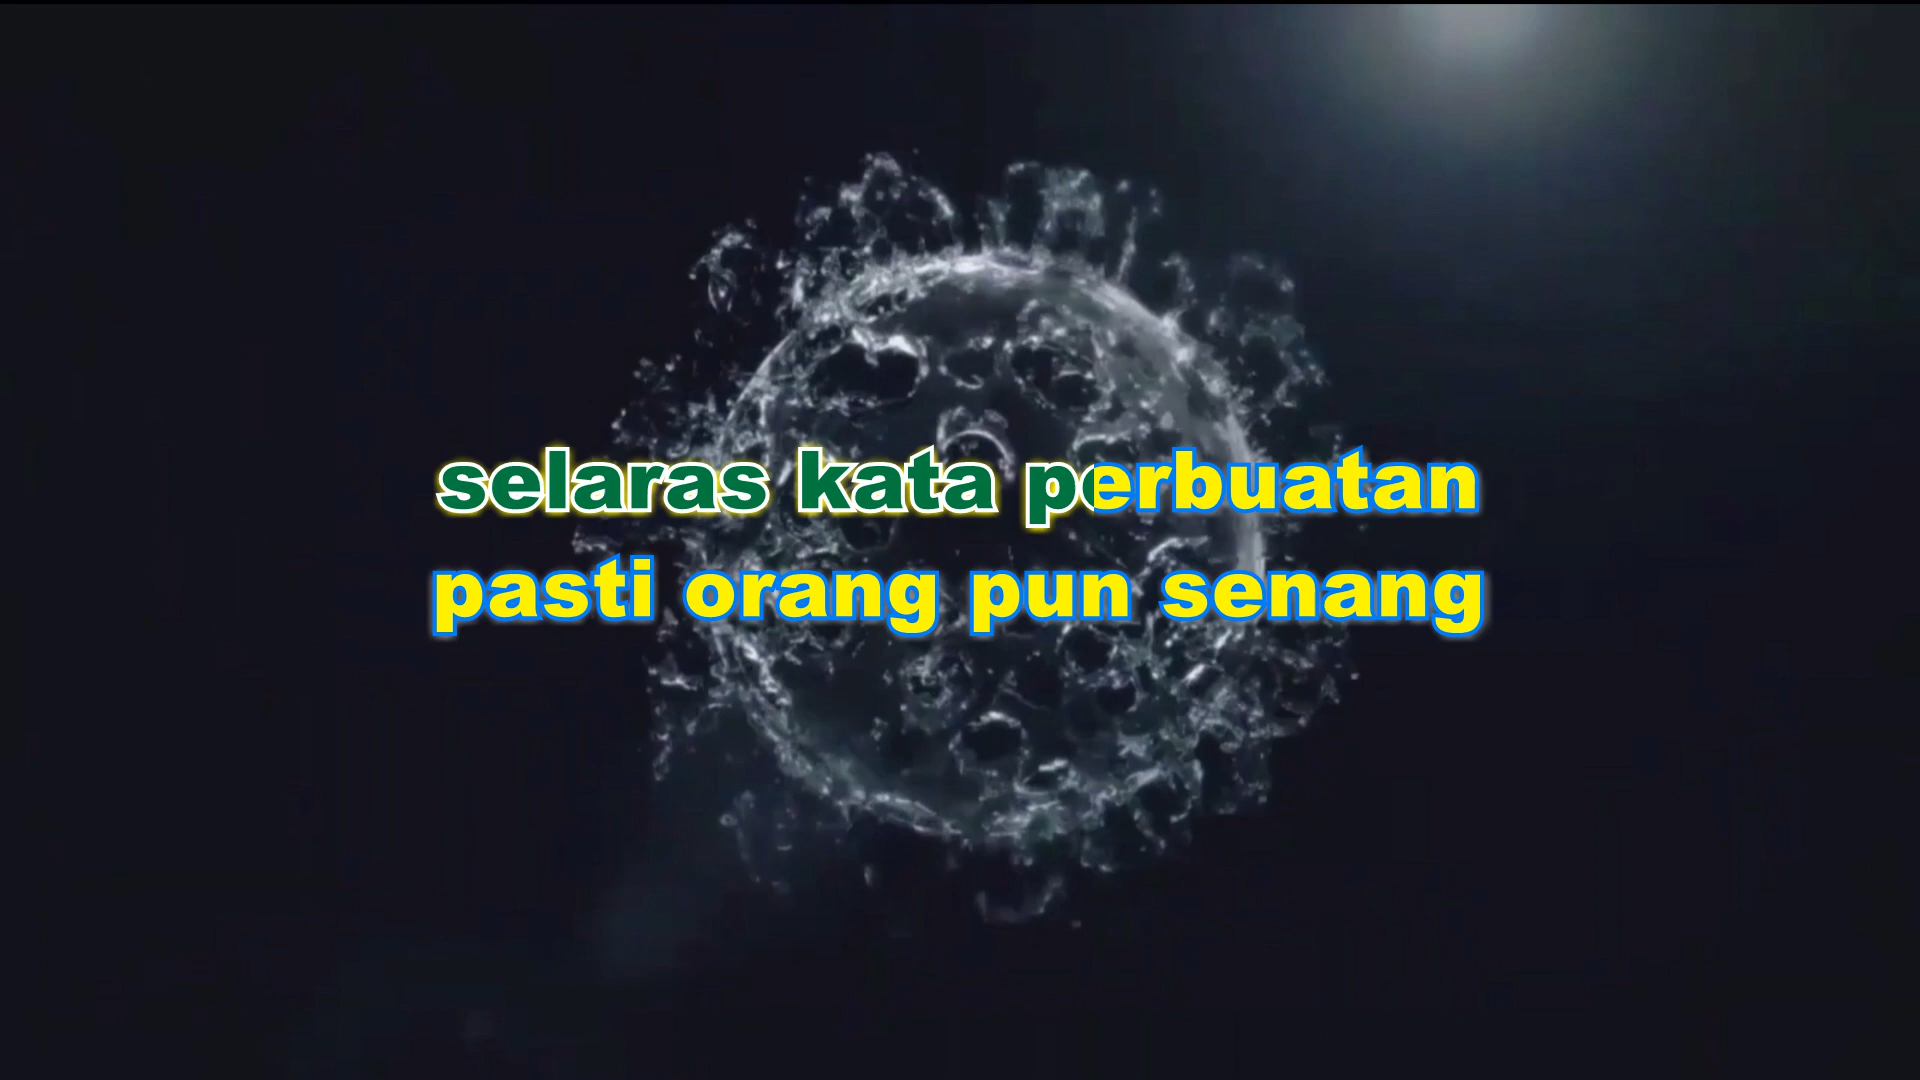 selaras kata perbuatan
pasti orang pun senang